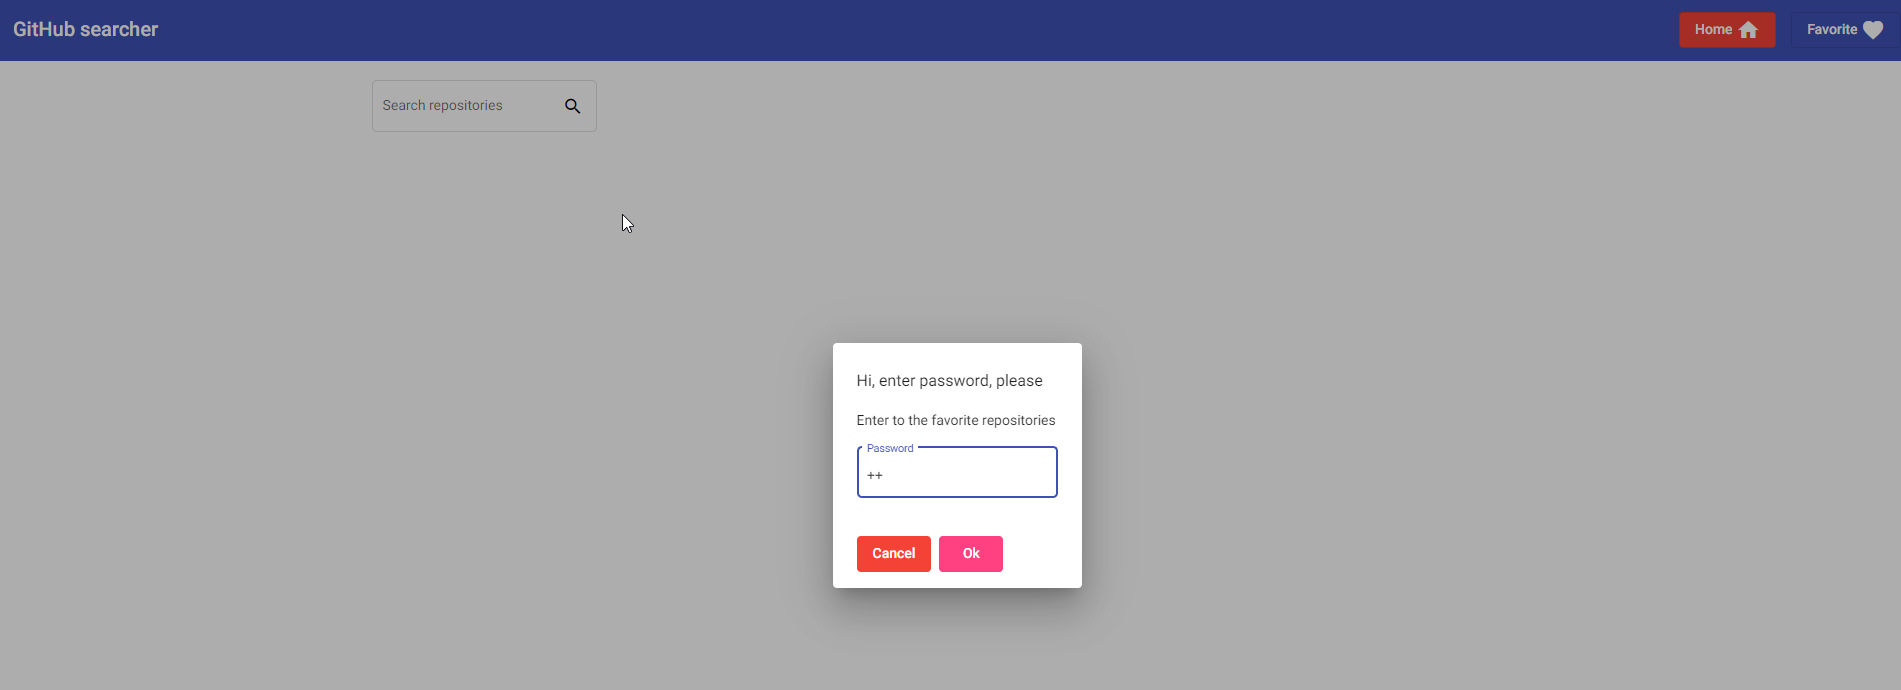 GitHub searcher
Home
Favorite
Search repositories
Hi, enter password, please
Enter to the favorite repositories
Password
++
Cancel
Ok